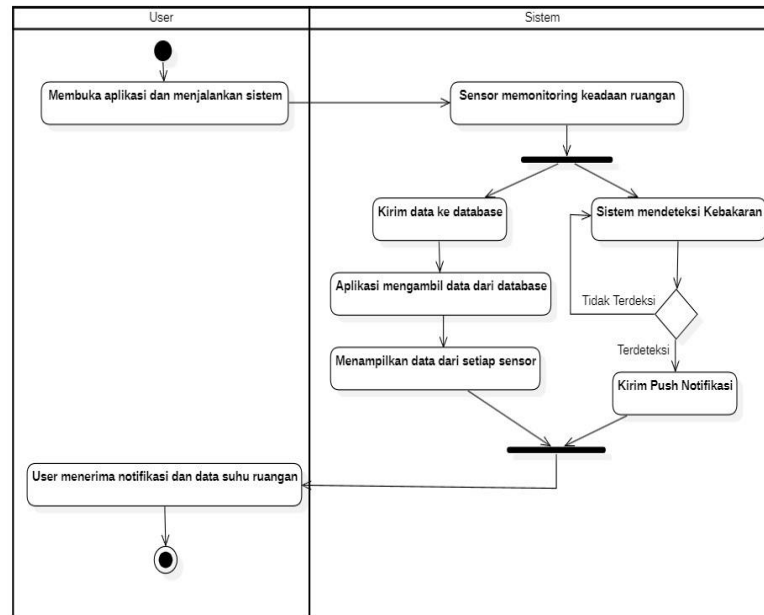 User
Sistem
Membuka aplikasi dan menjalankan sistem
Sensor memonitoring keadaan ruangan
Kirim data ke database
Sistem mendeteksi Kebakaran
Aplikasi mengambil data dari database
Tidak Terdeksi
Menampilkan data dari setiap sensor
Terdeteksi
Kirim Push Notifikasi
User menerima notifikasi dan data suhu ruangan